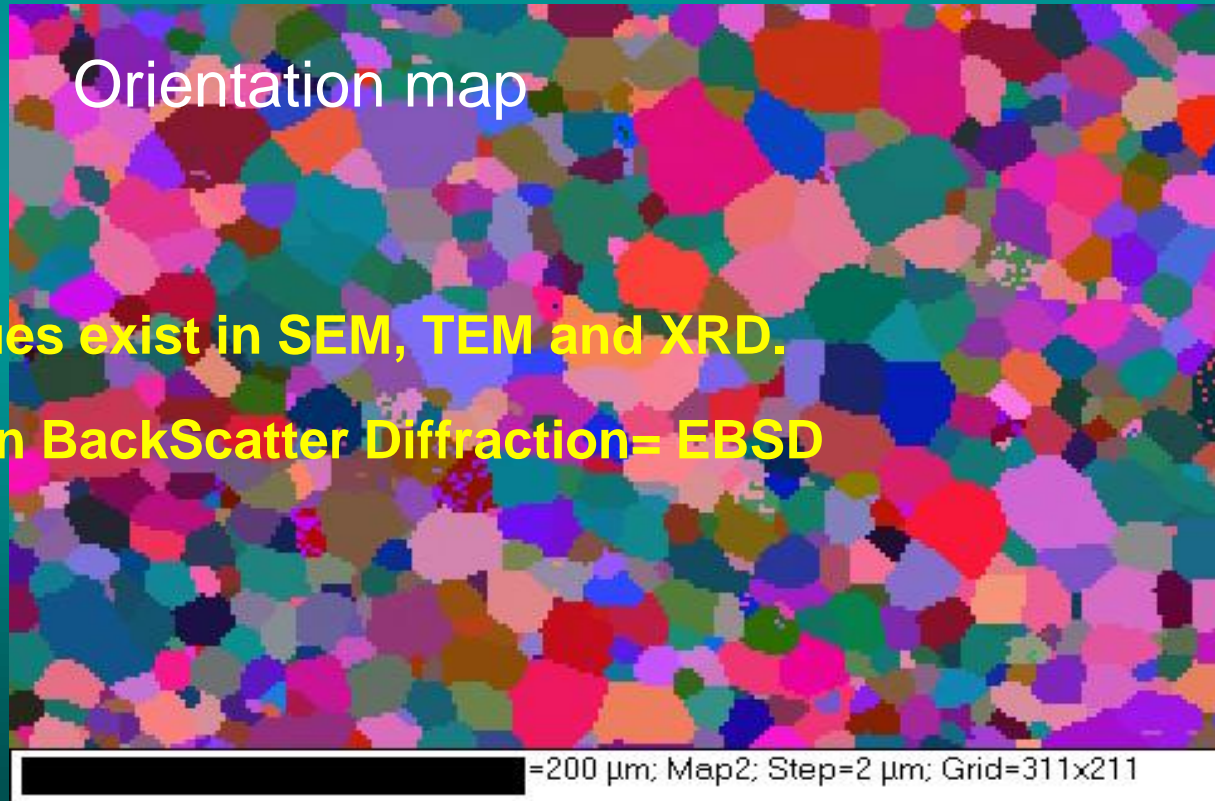 Orientation map
ues exist in SEM, TEM and XRD.
n BackScatter Diffraction= EBSD
=200 µm; Map2; Step=2 µm; Grid=311x211